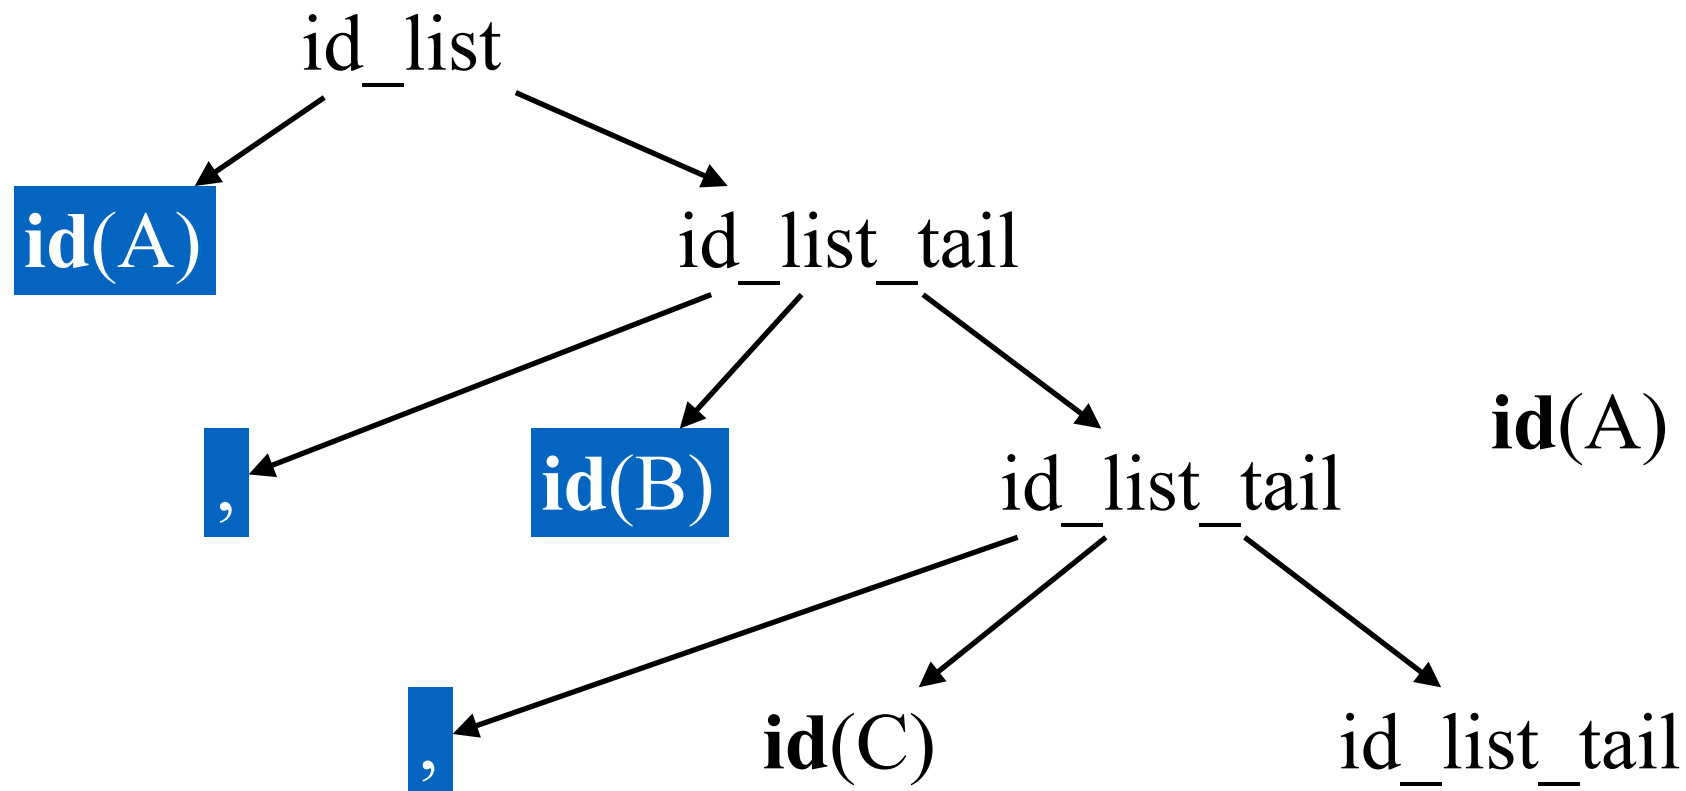 id_list
id(A)
id_list_tail
id(A)
,
id(B)
id_list_tail
,
id(C)
id_list_tail